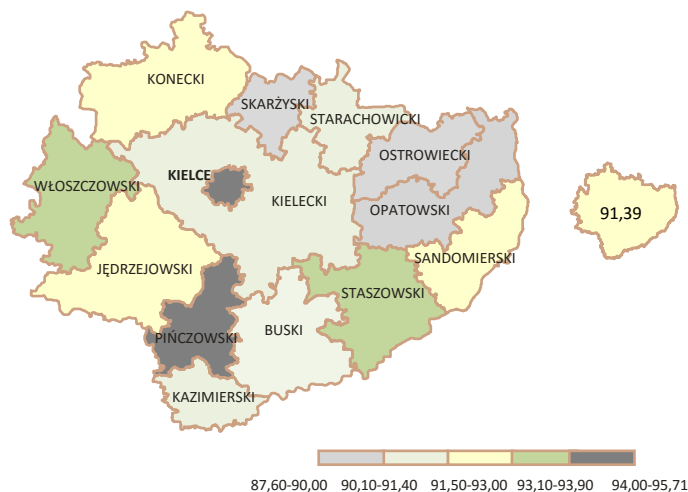 KONECKI
SKARŻYSKI
STARACHOWICKI
OSTROWIECKI
KIELCE
WŁOSZCZOWSKI
KIELECKI
OPATOWSKI
91,39
SANDOMIERSKI
JĘDRZEJOWSKI
STASZOWSKI
BUSKI
PIŃCZOWSKI
KAZIMIERSKI
87,60-90,00 90,10-91,40 91,50-93,00 93,10-93,90 94,00-95,71